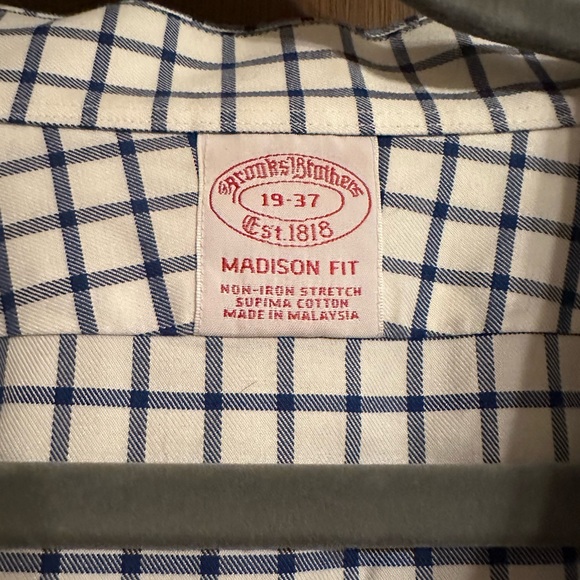 Brooks Brothers
19-37
Est.1818
MADISON FIT
NON-IRON STRETCH
SUPIMA COTTON
MADE IN MALAYSIA